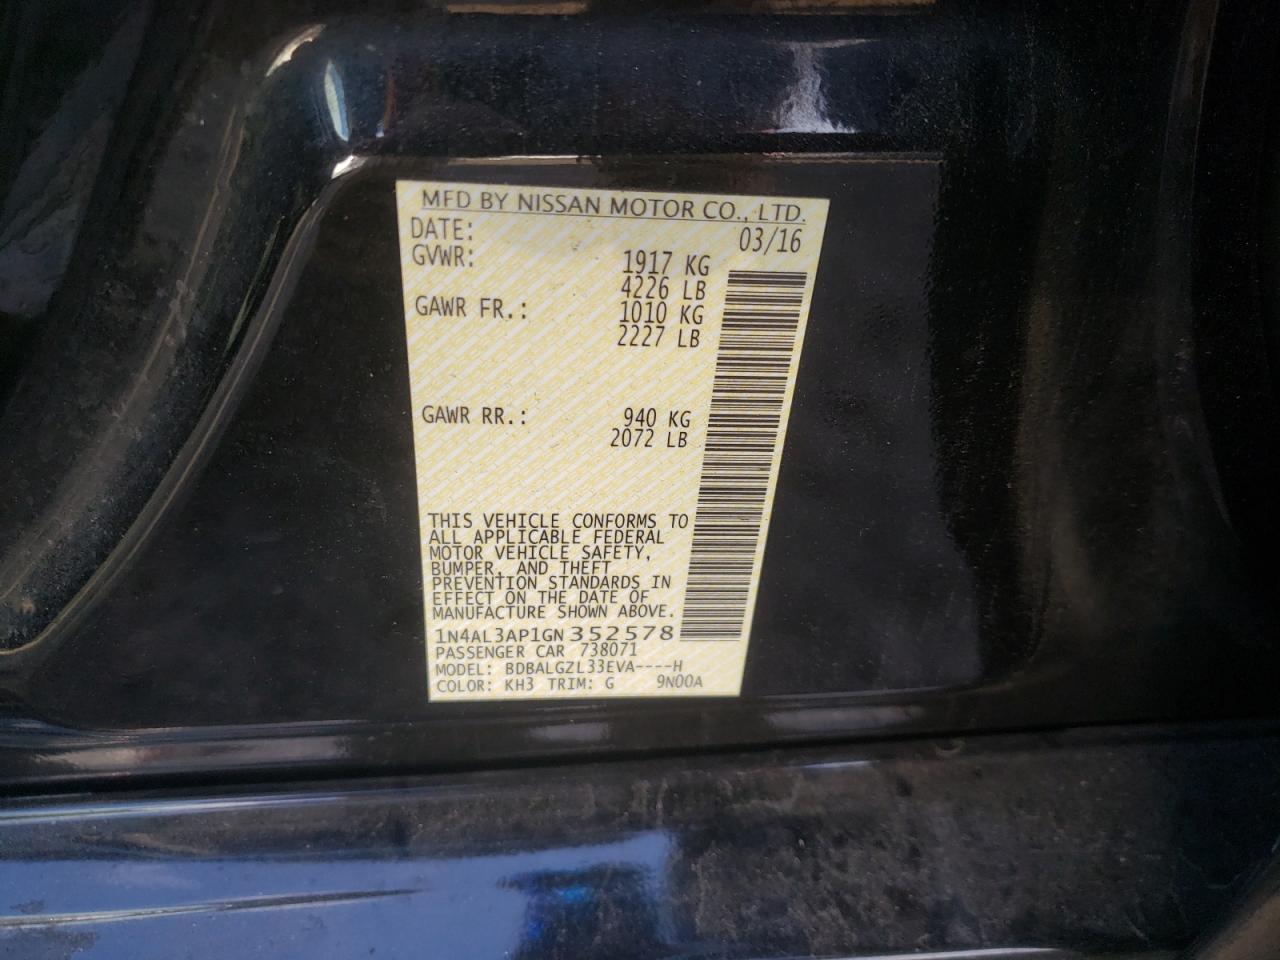 MFD BY NISSAN MOTOR CO., LTD.
DATE: 03/16
GVWR: 1917 KG
4226 LB
GAWR FR.: 1010 KG
2227 LB
GAWR RR.: 940 KG
2072 LB
THIS VEHICLE CONFORMS TO
ALL APPLICABLE FEDERAL
MOTOR VEHICLE SAFETY,
BUMPER, AND THEFT
PREVENTION STANDARDS IN
EFFECT ON THE DATE OF
MANUFACTURE SHOWN ABOVE.
1N4AL3AP1GN352578
PASSENGER CAR 738071
MODEL: BDBALGZL33EVA----H
COLOR: KH3 TRIM: G 9N00A